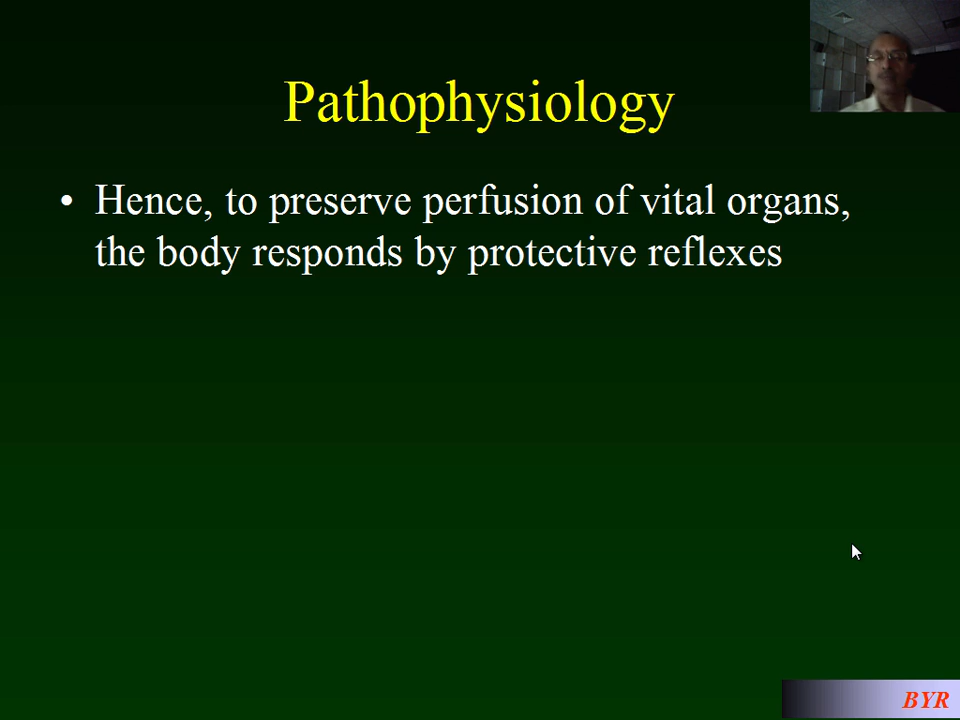 Pathophysiology
• Hence, to preserve perfusion of vital organs,
the body responds by protective reflexes
BYR